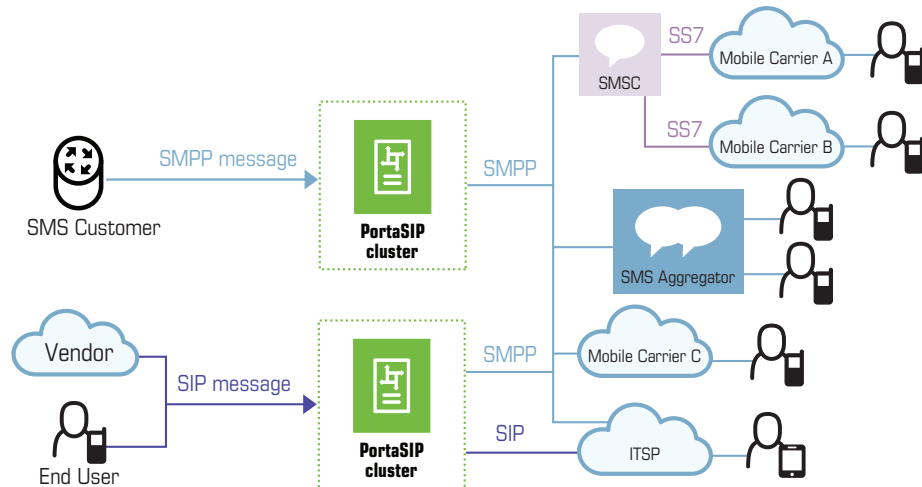 SS7
Mobile Carrier A
SMSC
SS7
Mobile Carrier B
SMPP message
SMPP
SMS Customer
PortaSIP
cluster
SMS Aggregator
Vendor
SIP message
SMPP
Mobile Carrier C
SIP
ITSP
PortaSIP
cluster
End User